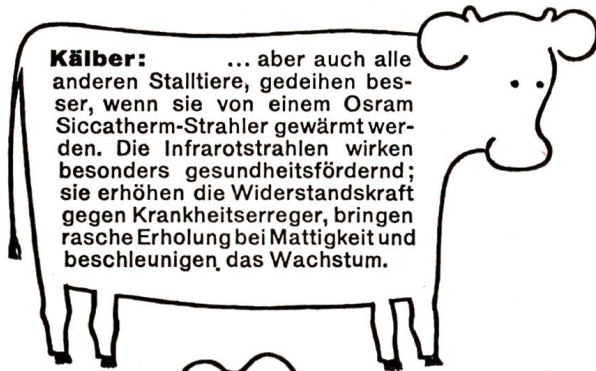 Kälber: ... aber auch alle
anderen Stalltiere, gedeihen bes-
ser, wenn sie von einem Osram
Siccatherm-Strahler gewärmt wer-
den. Die Infrarotstrahlen wirken
besonders gesundheitsfördernd;
sie erhöhen die Widerstandskraft
gegen Krankheitserreger, bringen
rasche Erholung bei Mattigkeit und
beschleunigen das Wachstum.